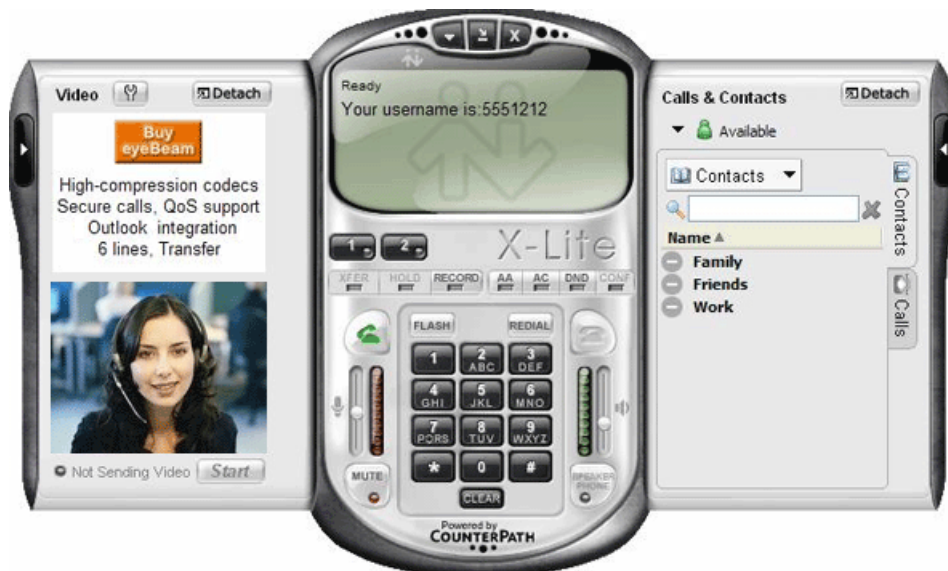 Video
Detach
Buy
eyeBeam
High-compression codecs
Secure calls, QoS support
Outlook integration
6 lines, Transfer
Not Sending Video
Start
X
Ready
Your username is:5551212
1
2
X-Lite
XFER
HOLD
RECORD
AA
AC
DND
CONF
FLASH
REDIAL
1
2
ABC
3
DEF
4
GHI
5
JKL
6
MNO
7
PQRS
8
TUV
9
WXYZ
*
0
#
MUTE
SPEAKER
PHONE
CLEAR
Powered by
COUNTERPATH
Calls & Contacts
Detach
Available
Contacts
Name
Family
Friends
Work
Contacts
Calls